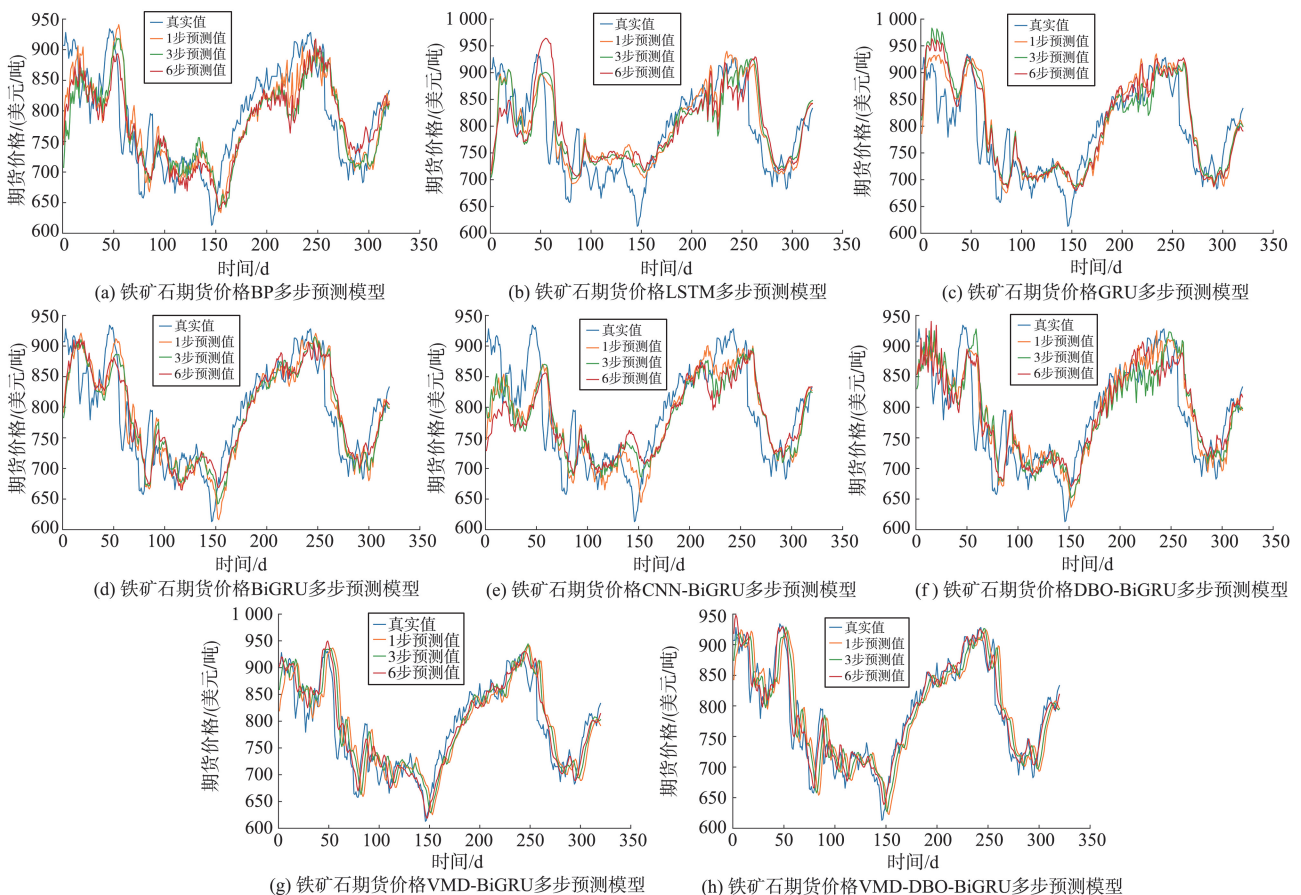 950
900
850
800
750
700
650
600
期货价格/(美元/吨)
真实值
1步预测值
3步预测值
6步预测值
0 50 100 150 200 250 300 350
时间/d
(a) 铁矿石期货价格BP多步预测模型
1 000
950
900
850
800
750
700
650
600
期货价格/(美元/吨)
真实值
1步预测值
3步预测值
6步预测值
0 50 100 150 200 250 300 350
时间/d
(b) 铁矿石期货价格LSTM多步预测模型
1 000
950
900
850
800
750
700
650
600
期货价格/(美元/吨)
真实值
1步预测值
3步预测值
6步预测值
0 50 100 150 200 250 300 350
时间/d
(c) 铁矿石期货价格GRU多步预测模型
950
900
850
800
750
700
650
600
期货价格/(美元/吨)
真实值
1步预测值
3步预测值
6步预测值
0 50 100 150 200 250 300 350
时间/d
(d) 铁矿石期货价格BiGRU多步预测模型
950
900
850
800
750
700
650
600
期货价格/(美元/吨)
真实值
1步预测值
3步预测值
6步预测值
0 50 100 150 200 250 300 350
时间/d
(e) 铁矿石期货价格CNN-BiGRU多步预测模型
950
900
850
800
750
700
650
600
期货价格/(美元/吨)
真实值
1步预测值
3步预测值
6步预测值
0 50 100 150 200 250 300 350
时间/d
(f ) 铁矿石期货价格DBO-BiGRU多步预测模型
1 000
950
900
850
800
750
700
650
600
期货价格/(美元/吨)
真实值
1步预测值
3步预测值
6步预测值
0 50 100 150 200 250 300 350
时间/d
(g) 铁矿石期货价格VMD-BiGRU多步预测模型
950
900
850
800
750
700
650
600
期货价格/(美元/吨)
真实值
1步预测值
3步预测值
6步预测值
0 50 100 150 200 250 300 350
时间/d
(h) 铁矿石期货价格VMD-DBO-BiGRU多步预测模型